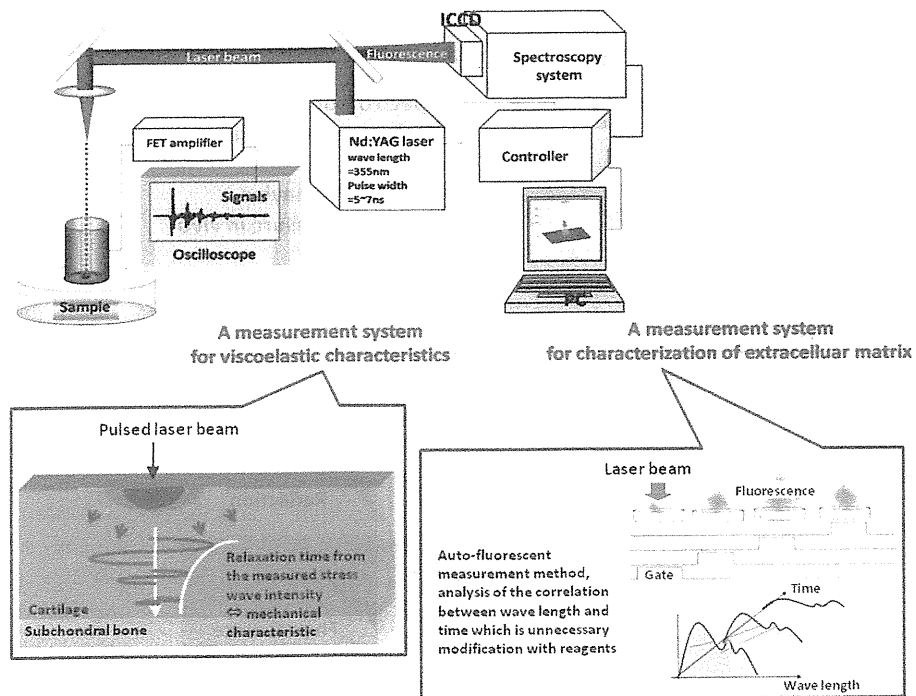 ICCD
Laser beam
Fluorescence
Spectroscopy
system
FET amplifier
Nd:YAG laser
wave length
=355nm
Pulse width
=5~7ns
Controller
Signals
Oscilloscope
PC
Sample
A measurement system
for viscoelastic characteristics
A measurement system
for characterization of extracelluar matrix
Pulsed laser beam
Relaxation time from
the measured stress
wave intensity
⇔ mechanical
characteristic
Cartilage
Subchondral bone
Laser beam
Fluorescence
Auto-fluorescent
measurement method,
analysis of the correlation
between wave length and
time which is unnecessary
modification with reagents
Gate
Time
Wave length